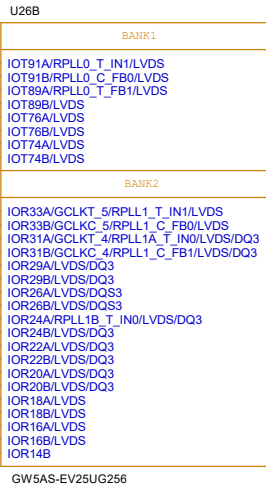 U26B
BANK1
IOT91A/RPLL0_T_IN1/LVDS
IOT91B/RPLL0_C_FB0/LVDS
IOT89A/RPLL0_T_FB1/LVDS
IOT89B/LVDS
IOT76A/LVDS
IOT76B/LVDS
IOT74A/LVDS
IOT74B/LVDS
BANK2
IOR33A/GCLKT_5/RPLL1_T_IN1/LVDS
IOR33B/GCLKC_5/RPLL1_C_FB0/LVDS
IOR31A/GCLKT_4/RPLL1A_T_IN0/LVDS/DQ3
IOR31B/GCLKC_4/RPLL1_C_FB1/LVDS/DQ3
IOR29A/LVDS/DQ3
IOR29B/LVDS/DQ3
IOR26A/LVDS/DQS3
IOR26B/LVDS/DQS3
IOR24A/RPLL1B_T_IN0/LVDS/DQ3
IOR24B/LVDS/DQ3
IOR22A/LVDS/DQ3
IOR22B/LVDS/DQ3
IOR20A/LVDS/DQ3
IOR20B/LVDS/DQ3
IOR18A/LVDS
IOR18B/LVDS
IOR16A/LVDS
IOR16B/LVDS
IOR14B
GW5AS-EV25UG256